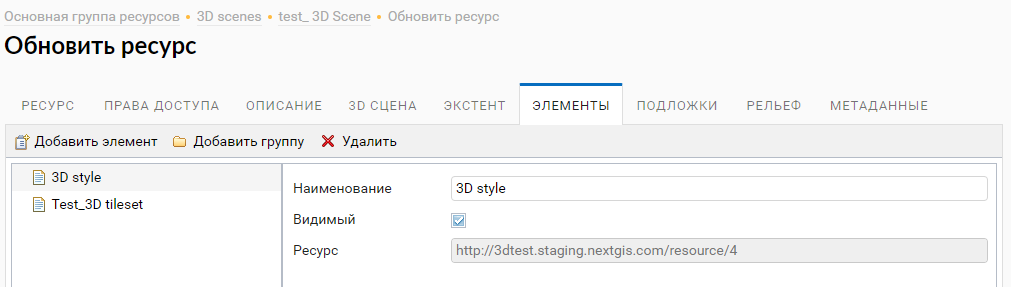 Основная группа ресурсов • 3D scenes • test_ 3D Scene • Обновить ресурс
Обновить ресурс
РЕСУРС ПРАВА ДОСТУПА ОПИСАНИЕ 3D СЦЕНА ЭКСТЕНТ ЭЛЕМЕНТЫ ПОДЛОЖКИ РЕЛЬЕФ МЕТАДАННЫЕ
Добавить элемент Добавить группу Удалить
3D style
Test_3D tileset
Наименование 3D style
Видимый
Ресурс http://3dtest.staging.nextgis.com/resource/4